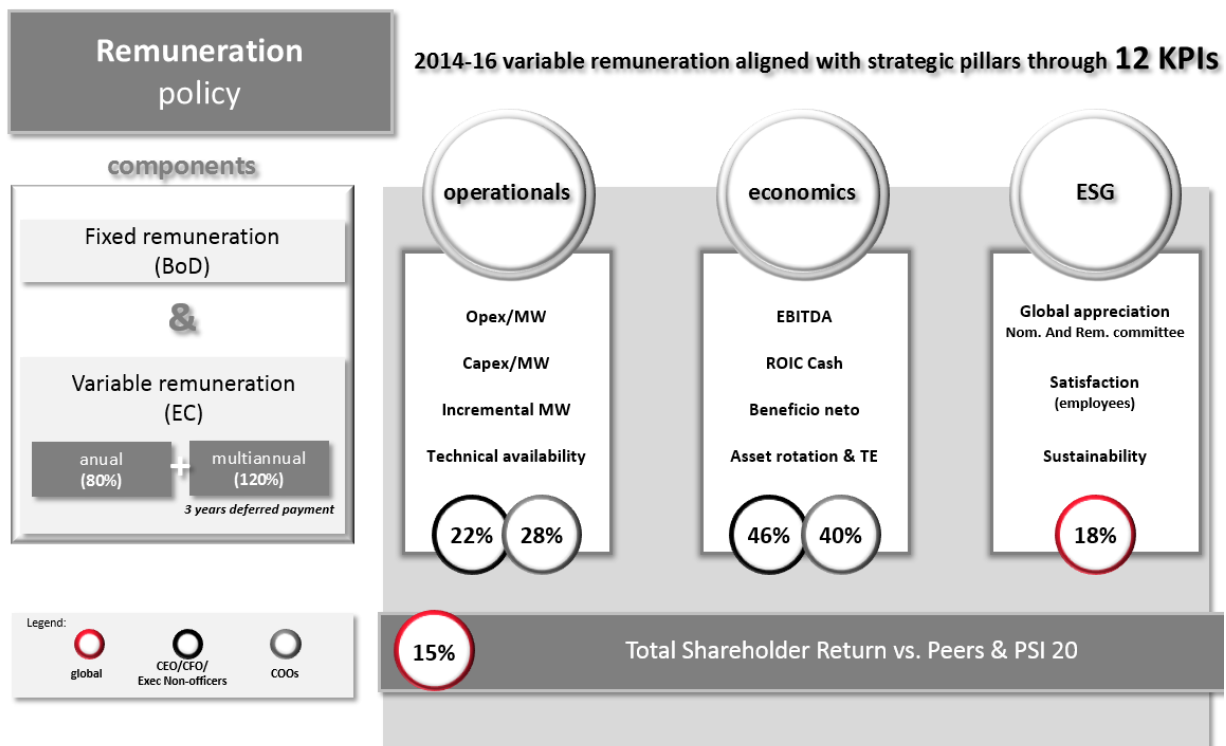 Remuneration
policy
2014-16 variable remuneration aligned with strategic pillars through 12 KPIs
components
Fixed remuneration
(BoD)
&
Variable remuneration
(EC)
anual
(80%)
+
multiannual
(120%)
3 years deferred payment
operationals
Opex/MW
Capex/MW
Incremental MW
Technical availability
22%
28%
economics
EBITDA
ROIC Cash
Beneficio neto
Asset rotation & TE
46%
40%
ESG
Global appreciation
Nom. And Rem. committee
Satisfaction
(employees)
Sustainability
18%
Legend:
global
CEO/CFO/
Exec Non-officers
COOs
15%
Total Shareholder Return vs. Peers & PSI 20